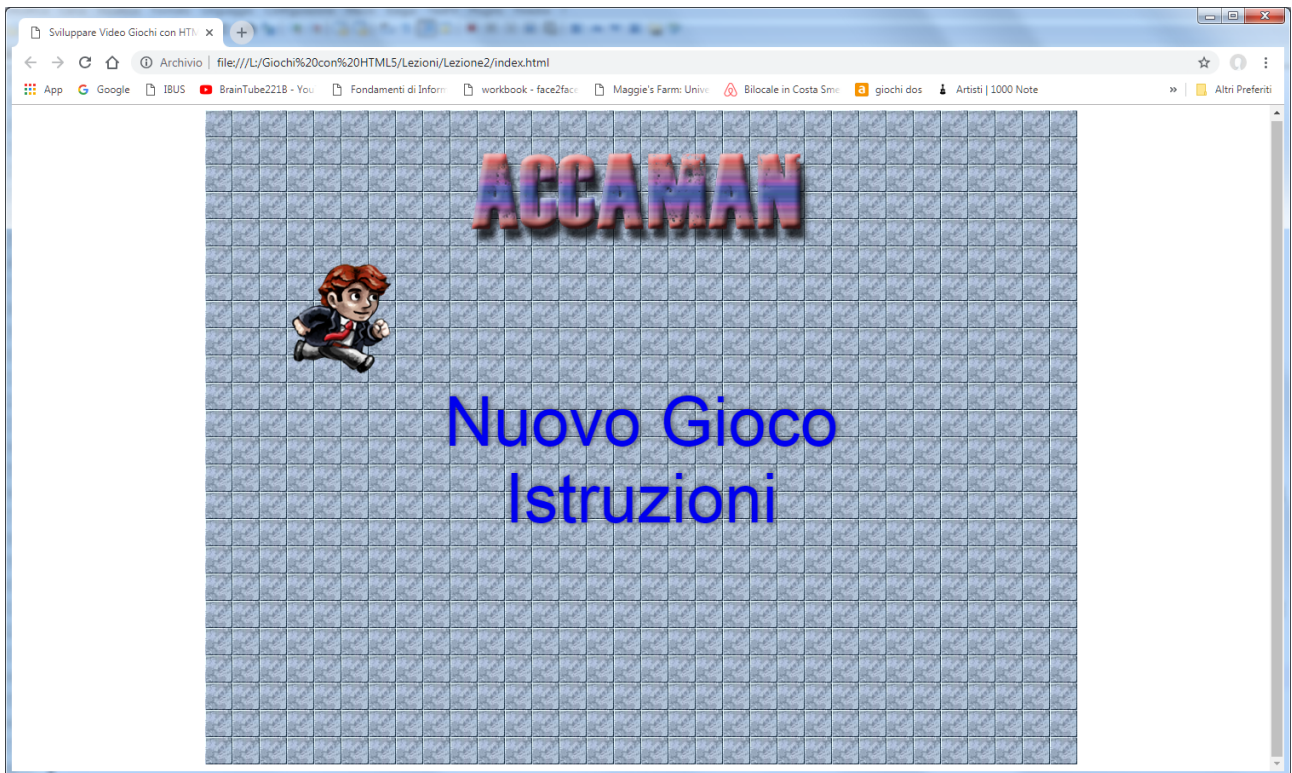 Sviluppare Video Giochi con HTM
Archivio | file:///L:/Giochi%20con%20HTML5/Lezioni/Lezione2/index.html
App Google IBUS BrainTube221B - You Fondamenti di Inform workbook - face2face Maggie's Farm: Unive Bilocale in Costa Sme giochi dos Artisti | 1000 Note » Altri Preferiti
ACCAMAN
Nuovo Gioco
Istruzioni